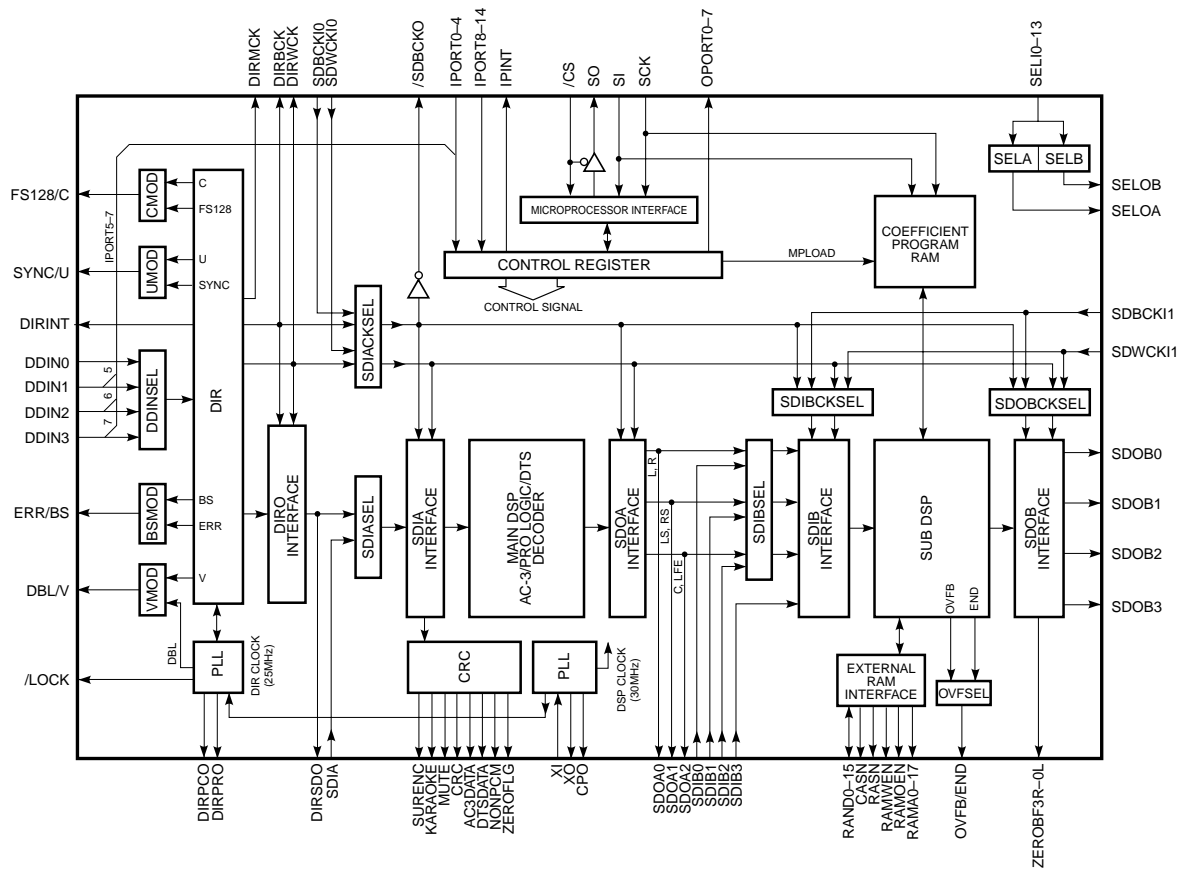 DIRMCK
DIRBCK
DIRWCK
SDBCKI0
SDWCKI0
/SDBCKO
IPORT0–4
IPORT8–14
IPINT
/CS
SO
SI
SCK
OPORT0–7
SELI0–13
SELA
SELB
SELOB
SELOA
FS128/C
CMOD
C
FS128
IPORT5–7
MICROPROCESSOR INTERFACE
COEFFICIENT
PROGRAM
RAM
SYNC/U
UMOD
U
SYNC
CONTROL REGISTER
MPLOAD
CONTROL SIGNAL
DIRINT
SDIACKSEL
SDBCKI1
SDWCKI1
DDIN0
DDIN1
DDIN2
DDIN3
5
6
7
DDINSEL
DIR
SDIBCKSEL
SDOBCKSEL
DIRO
INTERFACE
SDIASEL
SDIA
INTERFACE
MAIN DSP
AC-3/PRO LOGIC/DTS
DECODER
SDOA
INTERFACE
L, R
LS, RS
C, LFE
SDIBSEL
SDIB
INTERFACE
SUB DSP
OVFB
END
SDOB
INTERFACE
SDOB0
SDOB1
SDOB2
SDOB3
ERR/BS
BSMOD
BS
ERR
DBL/V
VMOD
V
DBL
PLL
DIR CLOCK
(25MHz)
CRC
PLL
DSP CLOCK
(30MHz)
EXTERNAL
RAM
INTERFACE
OVFSEL
/LOCK
DIRPCO
DIRPRO
DIRSDO
SDIA
SURENC
KARAOKE
MUTE
CRC
AC3DATA
DTSDATA
NONPCM
ZEROFLG
XI
XO
CPO
SDOA0
SDOA1
SDOA2
SDIB0
SDIB1
SDIB2
SDIB3
RAND0–15
CASN
RASN
RAMWEN
RAMOEN
RAMA0–17
OVFB/END
ZEROBF3R–0L